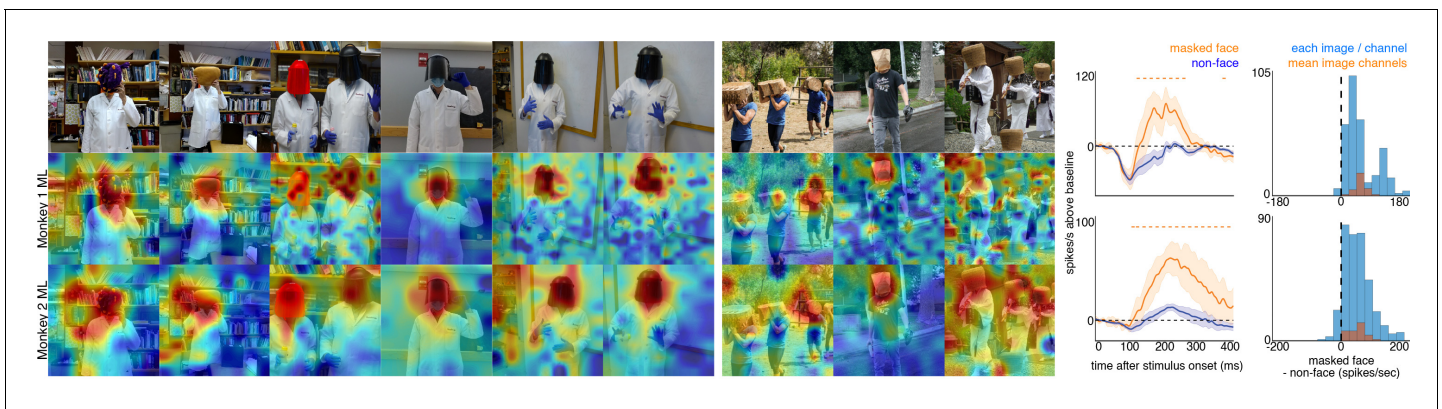 Monkey 1 ML
Monkey 2 ML
masked face
non-face
120
0
100
0
spikes/s above baseline
0 100 200 300 400
time after stimulus onset (ms)
each image / channel
mean image channels
105
0
-180 0 180
90
0
-200 0 200
masked face
- non-face (spikes/sec)